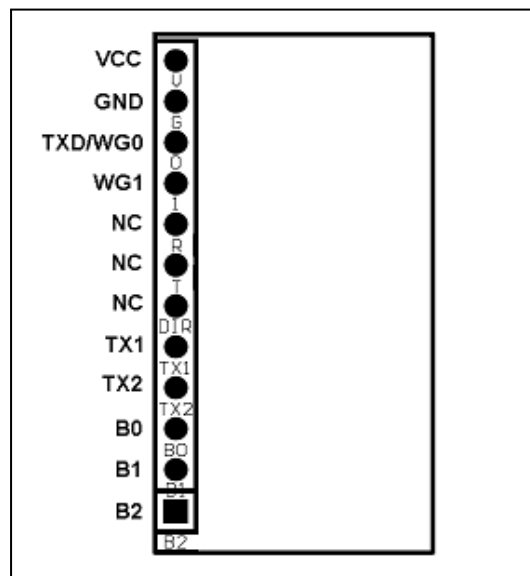 VCC
V
GND
G
TXD/WG0
O
WG1
I
NC
R
NC
T
NC
DIR
TX1
TX1
TX2
TX2
B0
B0
B1
B1
B2
B2